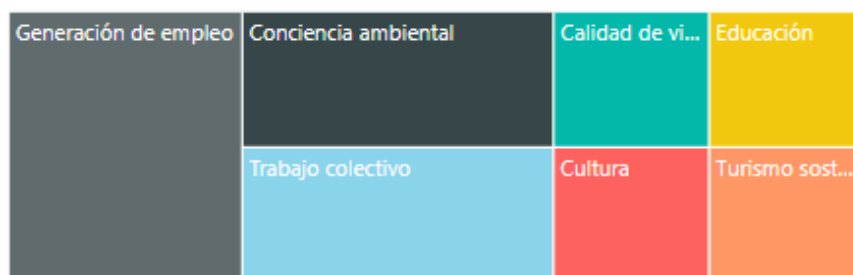 Generación de empleo
Conciencia ambiental
Calidad de vi...
Educación
Trabajo colectivo
Cultura
Turismo sost...